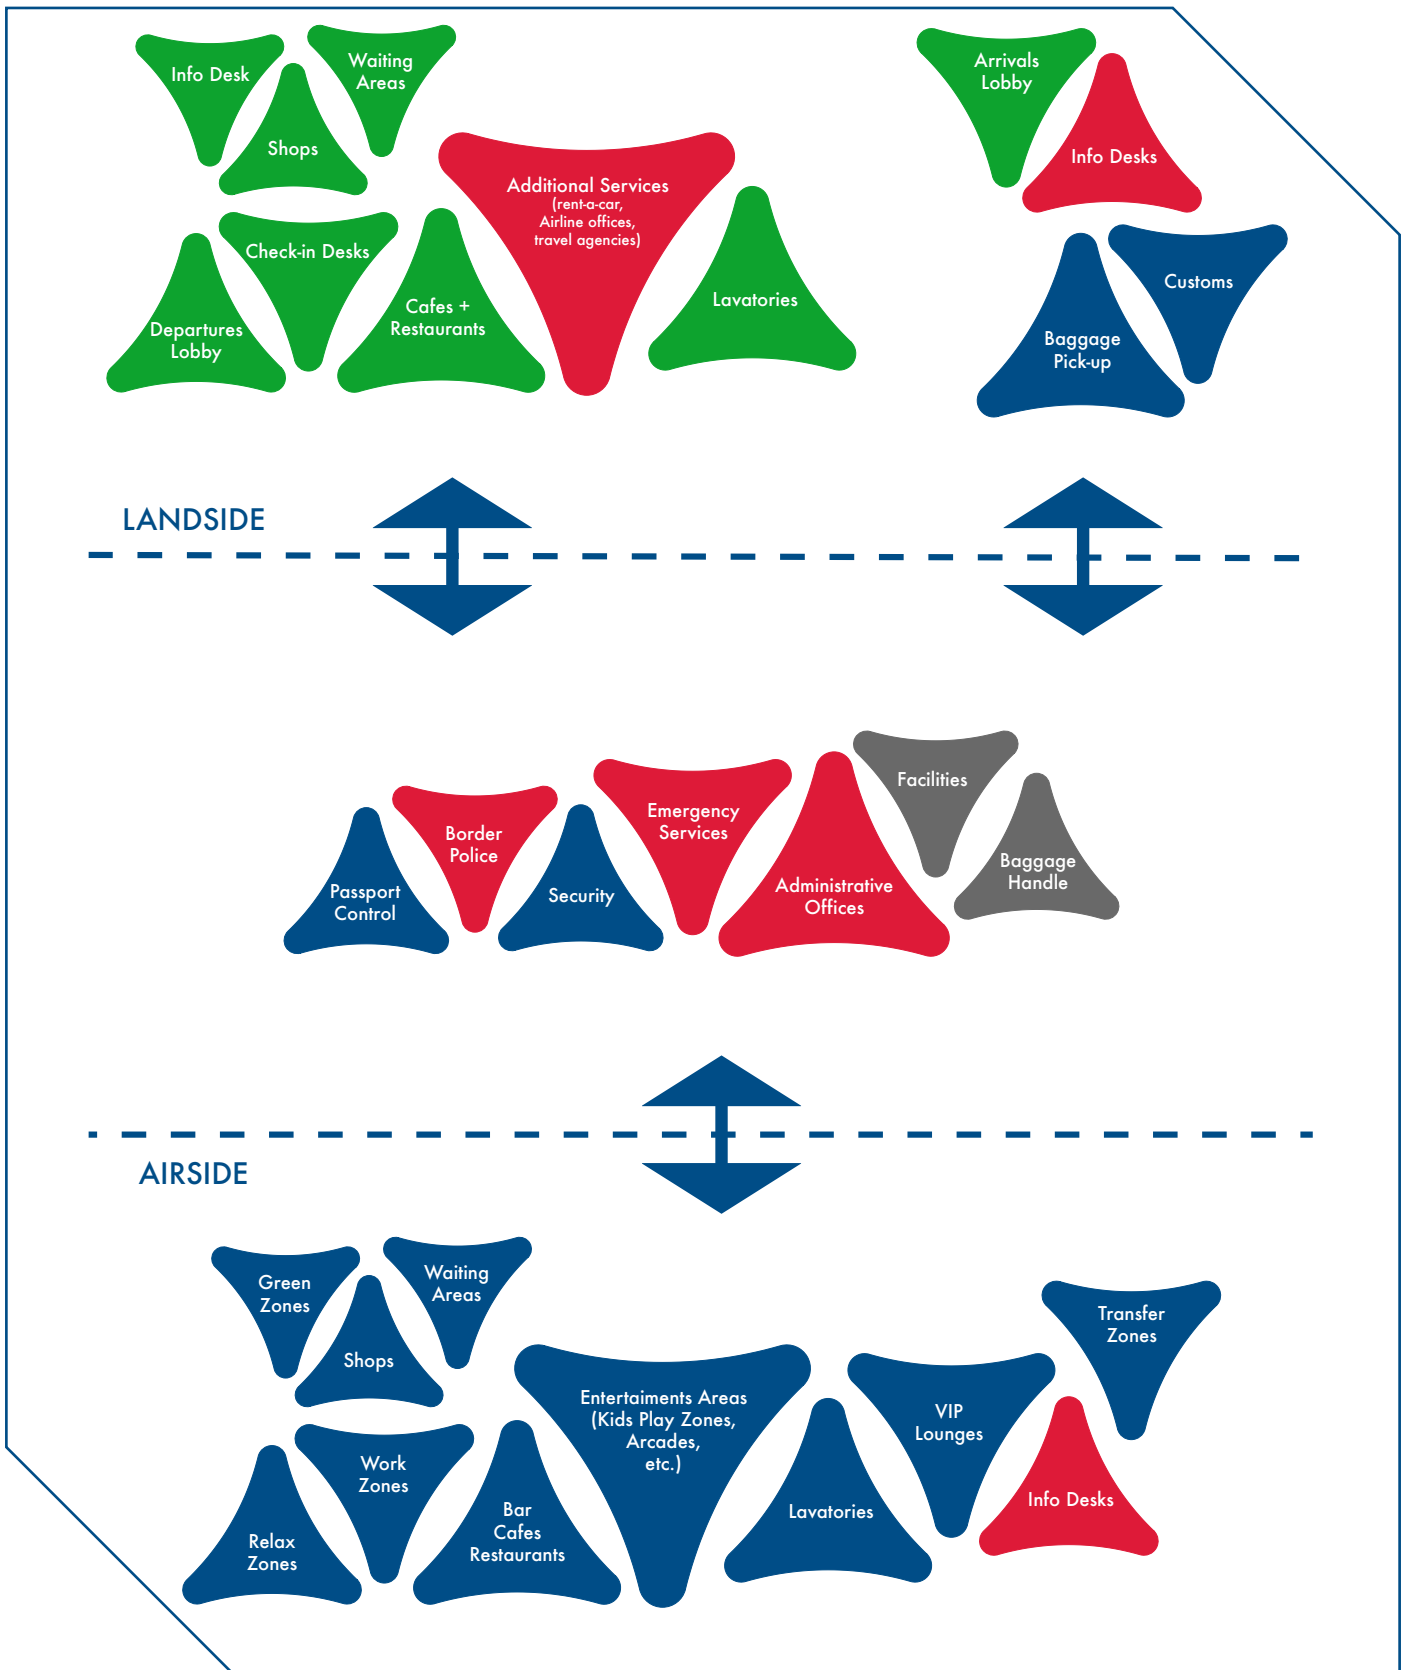 Info Desk
Waiting
Areas
Shops
Check-in Desks
Departures
Lobby
Cafes +
Restaurants
Additional Services
(rent-a-car,
Airline offices,
travel agencies)
Lavatories
Arrivals
Lobby
Info Desks
Customs
Baggage
Pick-up
LANDSIDE
Passport
Control
Border
Police
Security
Emergency
Services
Administrative
Offices
Facilities
Baggage
Handle
AIRSIDE
Green
Zones
Waiting
Areas
Shops
Work
Zones
Relax
Zones
Bar
Cafes
Restaurants
Entertaiments Areas
(Kids Play Zones,
Arcades,
etc.)
Lavatories
VIP
Lounges
Transfer
Zones
Info Desks